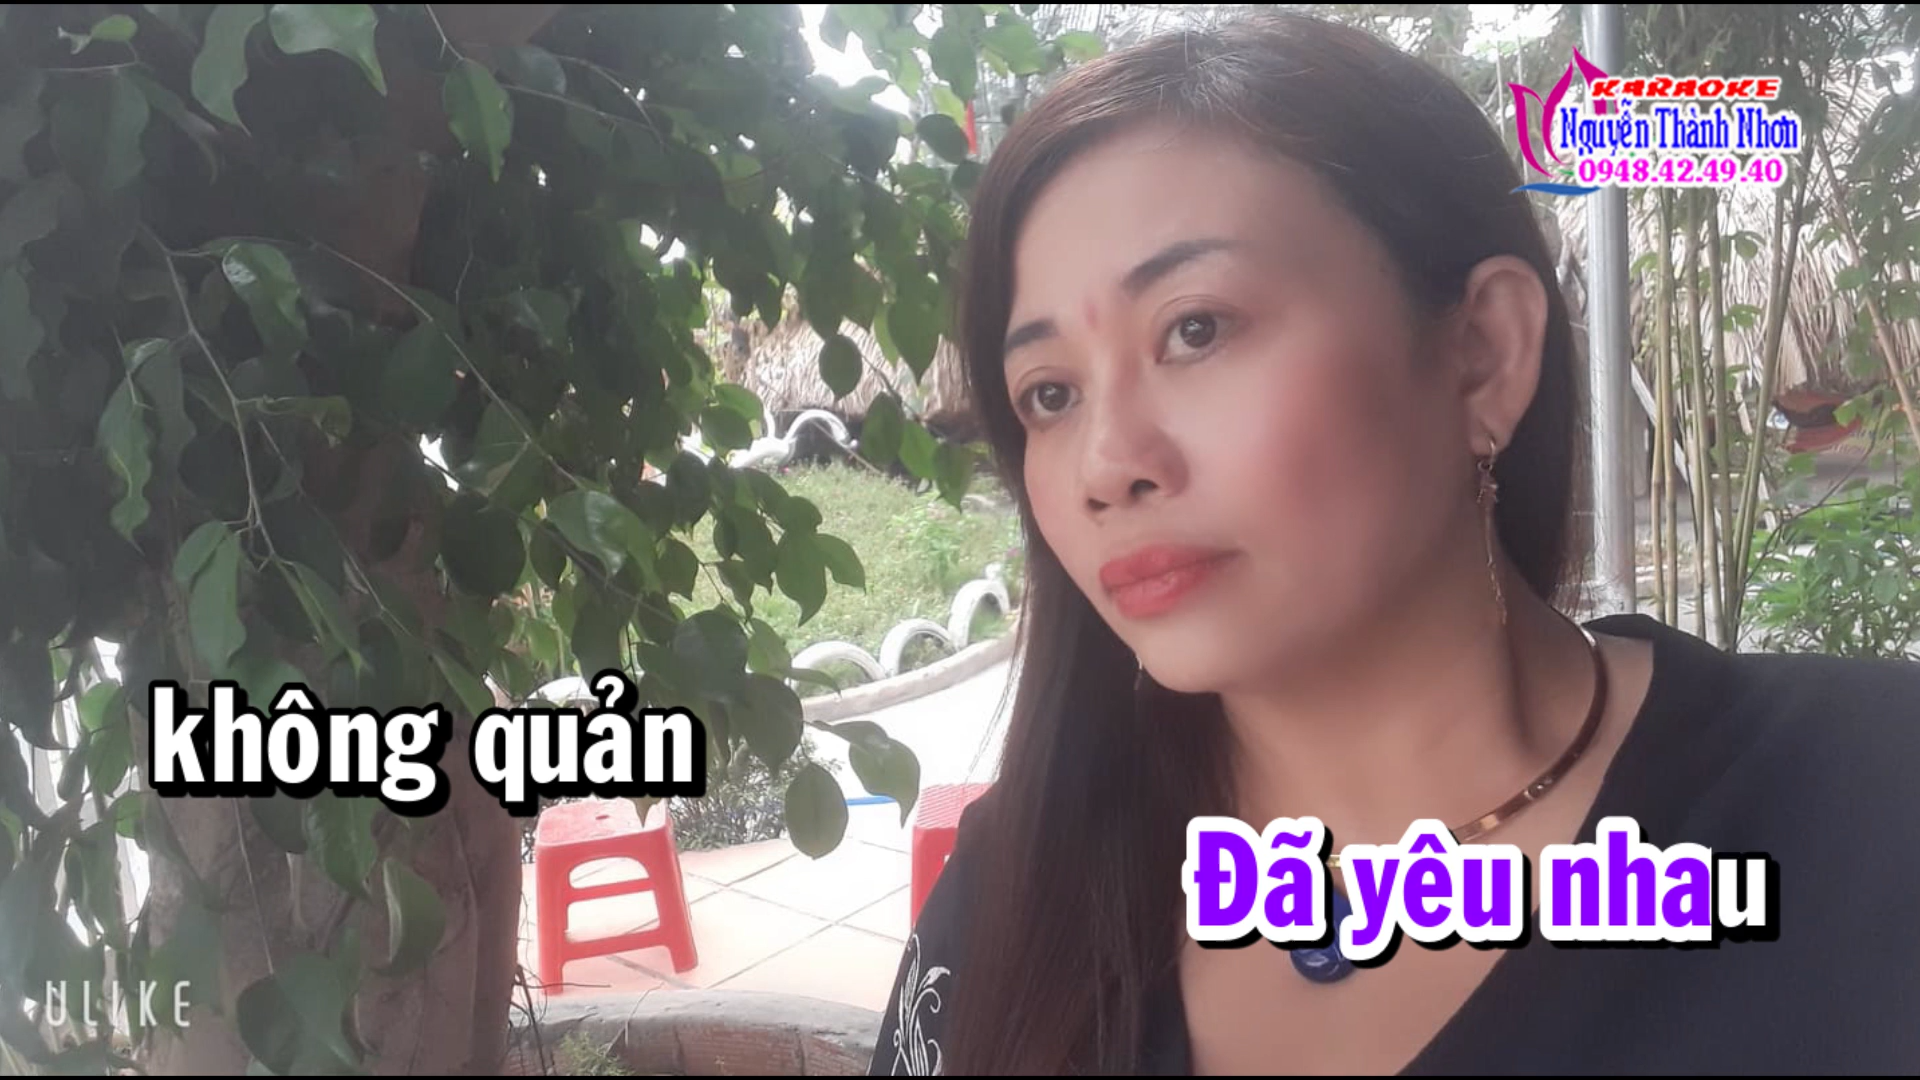 KARAOKE
Nguyễn Thành Nhơn
0948.42.49.40
không quản
Đã yêu nhau
ULIKE